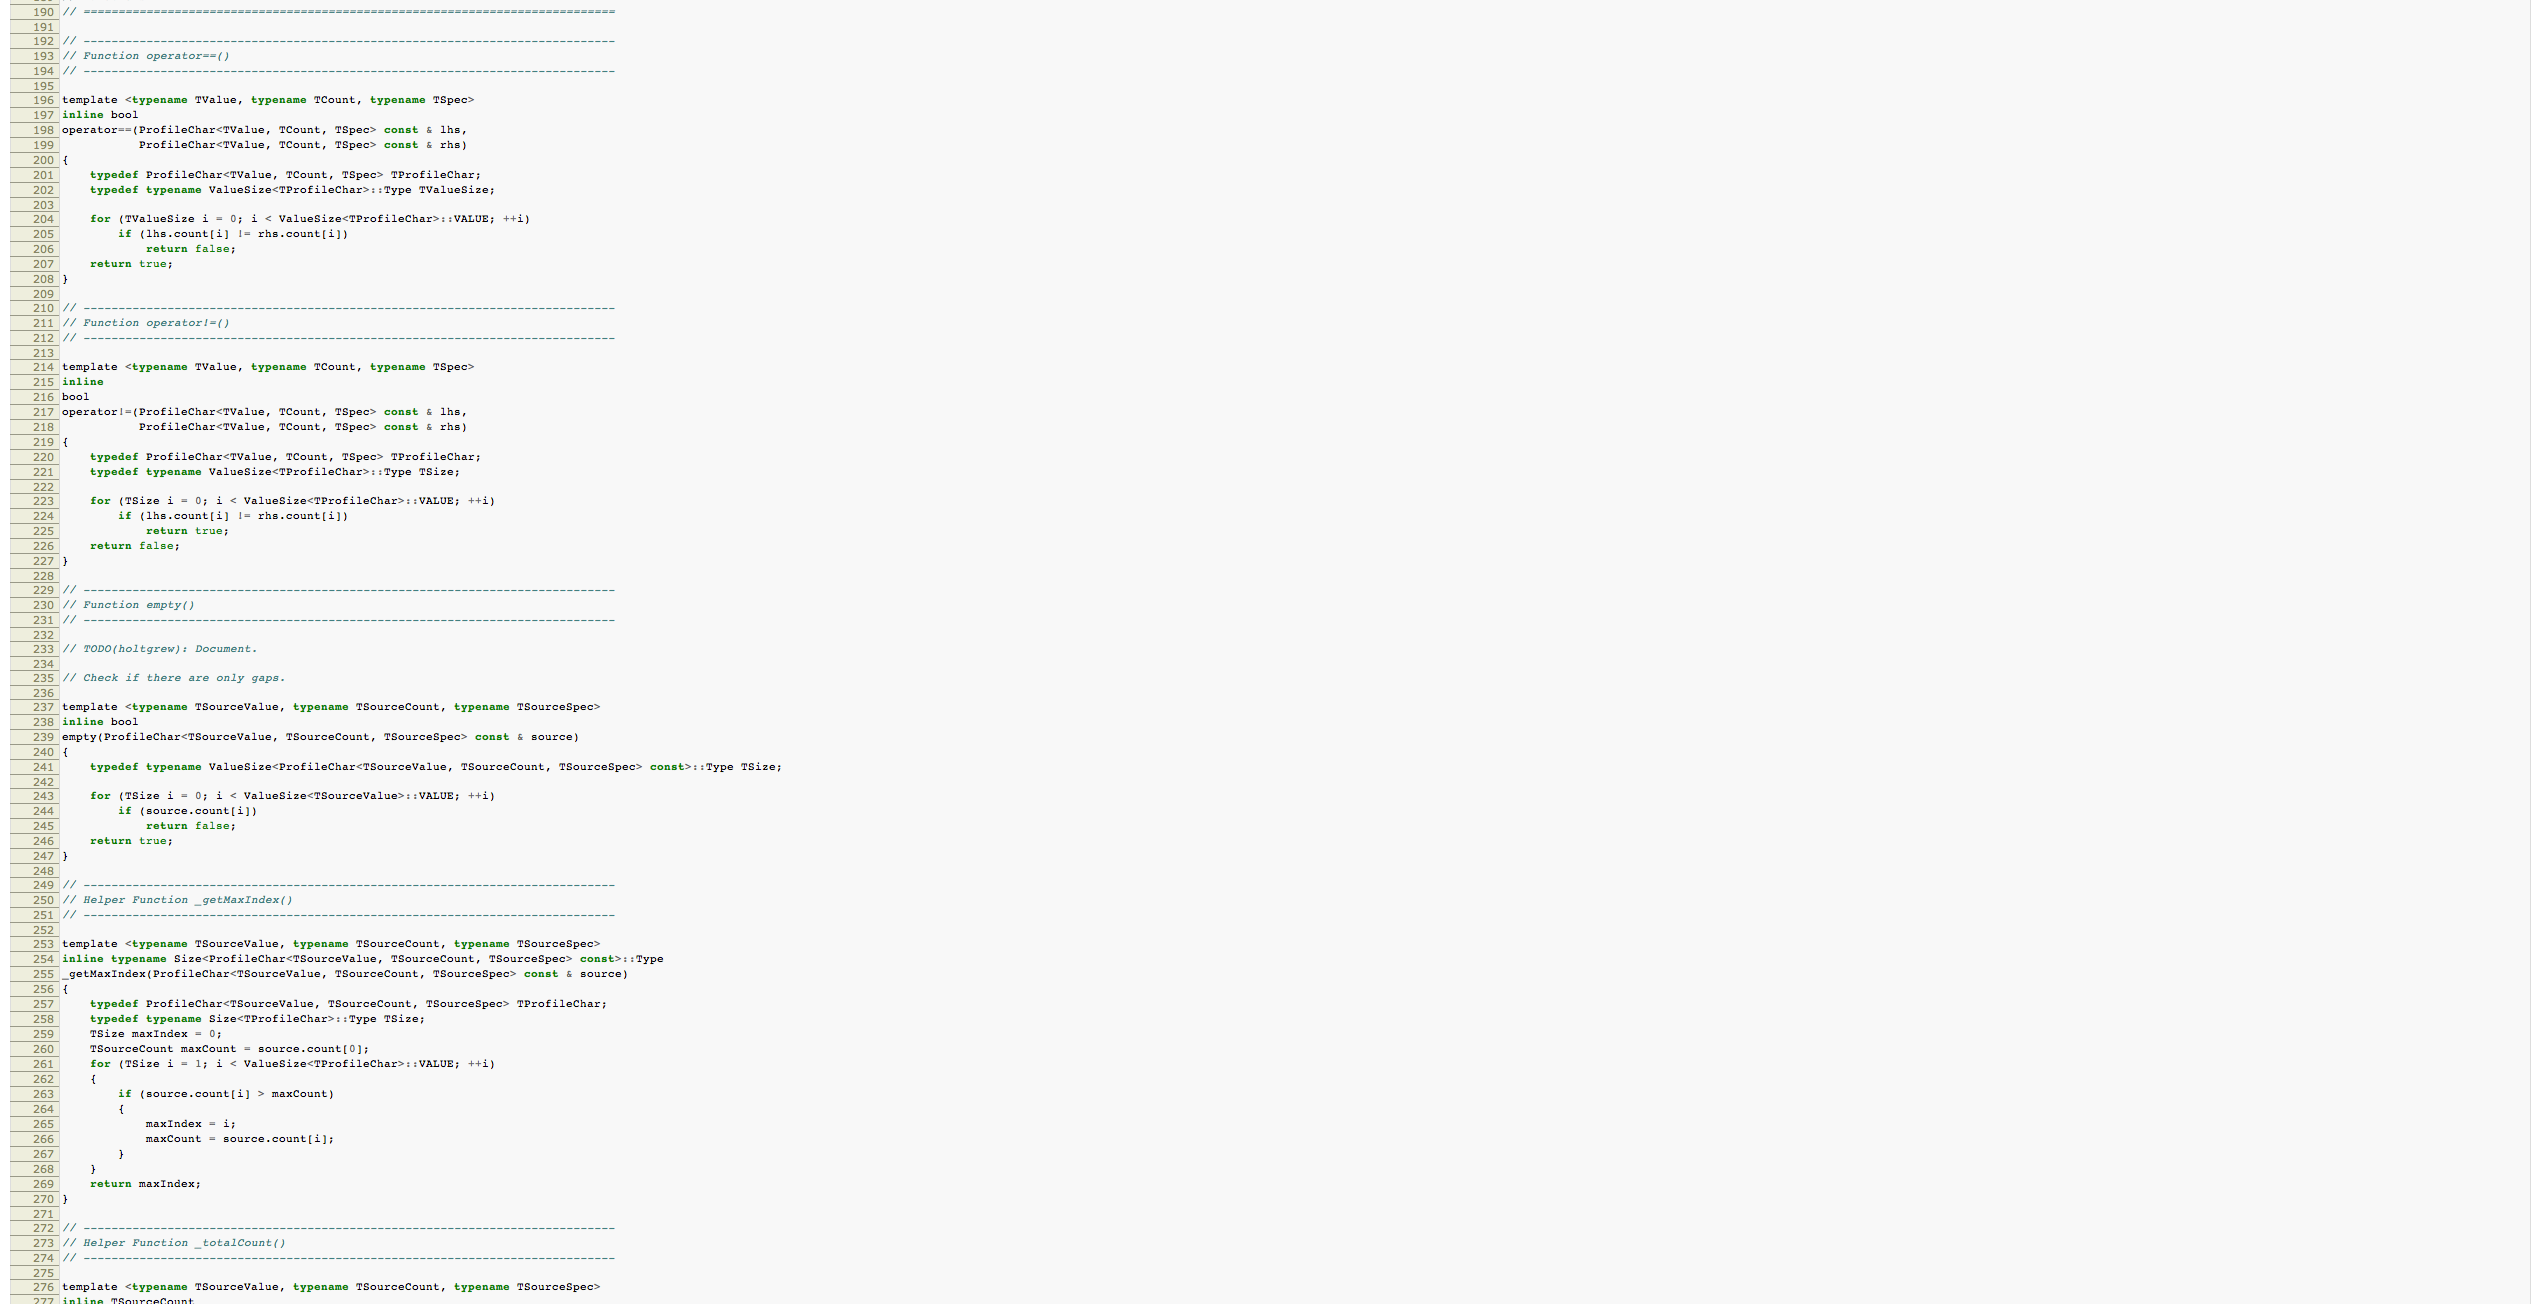 190 // ============================================================================
191
192 // ----------------------------------------------------------------------------
193 // Function operator==()
194 // ----------------------------------------------------------------------------
195
196 template <typename TValue, typename TCount, typename TSpec>
197 inline bool
198 operator==(ProfileChar<TValue, TCount, TSpec> const & lhs,
199            ProfileChar<TValue, TCount, TSpec> const & rhs)
200 {
201     typedef ProfileChar<TValue, TCount, TSpec> TProfileChar;
202     typedef typename ValueSize<TProfileChar>::Type TValueSize;
203
204     for (TValueSize i = 0; i < ValueSize<TProfileChar>::VALUE; ++i)
205         if (lhs.count[i] != rhs.count[i])
206             return false;
207     return true;
208 }
209
210 // ----------------------------------------------------------------------------
211 // Function operator!=()
212 // ----------------------------------------------------------------------------
213
214 template <typename TValue, typename TCount, typename TSpec>
215 inline
216 bool
217 operator!=(ProfileChar<TValue, TCount, TSpec> const & lhs,
218            ProfileChar<TValue, TCount, TSpec> const & rhs)
219 {
220     typedef ProfileChar<TValue, TCount, TSpec> TProfileChar;
221     typedef typename ValueSize<TProfileChar>::Type TSize;
222
223     for (TSize i = 0; i < ValueSize<TProfileChar>::VALUE; ++i)
224         if (lhs.count[i] != rhs.count[i])
225             return true;
226     return false;
227 }
228
229 // ----------------------------------------------------------------------------
230 // Function empty()
231 // ----------------------------------------------------------------------------
232
233 // TODO(holtgrew): Document.
234
235 // Check if there are only gaps.
236
237 template <typename TSourceValue, typename TSourceCount, typename TSourceSpec>
238 inline bool
239 empty(ProfileChar<TSourceValue, TSourceCount, TSourceSpec> const & source)
240 {
241     typedef typename ValueSize<ProfileChar<TSourceValue, TSourceCount, TSourceSpec> const>::Type TSize;
242
243     for (TSize i = 0; i < ValueSize<TSourceValue>::VALUE; ++i)
244         if (source.count[i])
245             return false;
246     return true;
247 }
248
249 // ----------------------------------------------------------------------------
250 // Helper Function _getMaxIndex()
251 // ----------------------------------------------------------------------------
252
253 template <typename TSourceValue, typename TSourceCount, typename TSourceSpec>
254 inline typename Size<ProfileChar<TSourceValue, TSourceCount, TSourceSpec> const>::Type
255 _getMaxIndex(ProfileChar<TSourceValue, TSourceCount, TSourceSpec> const & source)
256 {
257     typedef ProfileChar<TSourceValue, TSourceCount, TSourceSpec> TProfileChar;
258     typedef typename Size<TProfileChar>::Type TSize;
259     TSize maxIndex = 0;
260     TSourceCount maxCount = source.count[0];
261     for (TSize i = 1; i < ValueSize<TProfileChar>::VALUE; ++i)
262     {
263         if (source.count[i] > maxCount)
264         {
265             maxIndex = i;
266             maxCount = source.count[i];
267         }
268     }
269     return maxIndex;
270 }
271
272 // ----------------------------------------------------------------------------
273 // Helper Function _totalCount()
274 // ----------------------------------------------------------------------------
275
276 template <typename TSourceValue, typename TSourceCount, typename TSourceSpec>
277 inline TSourceCount